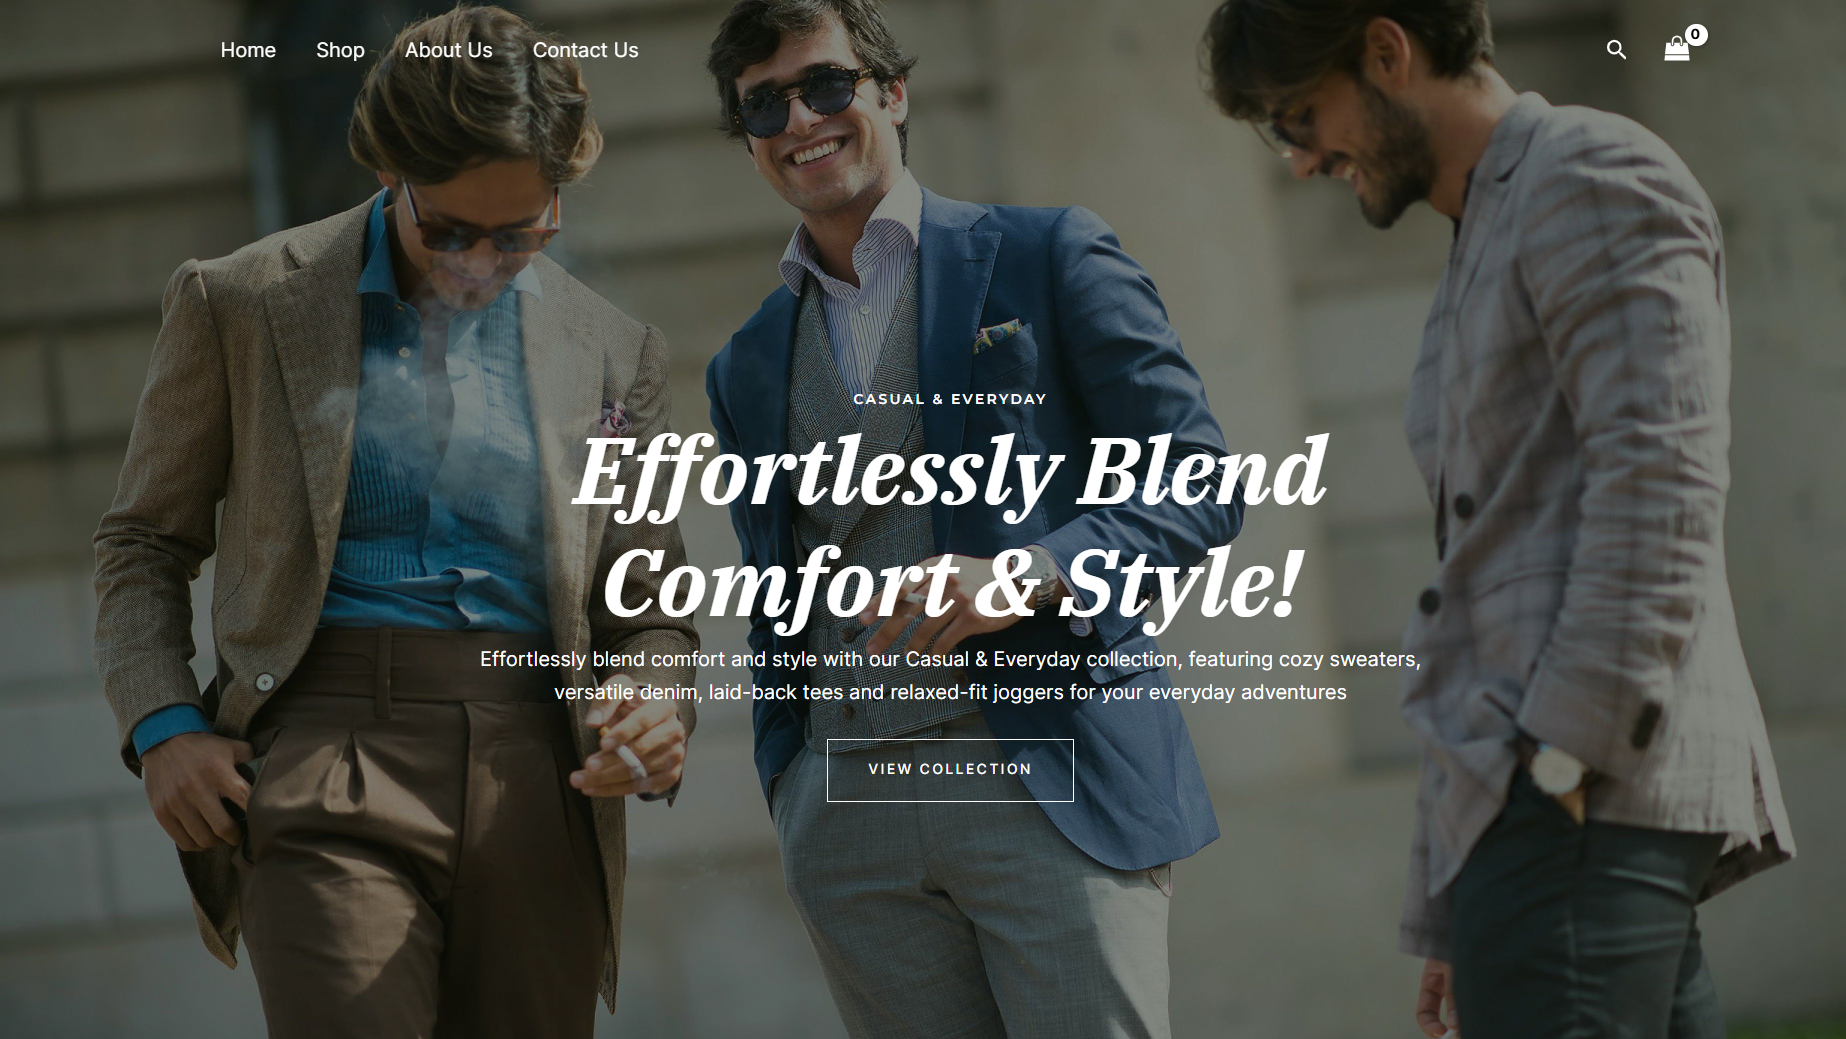 Home Shop About Us Contact Us 0
CASUAL & EVERYDAY
Effortlessly Blend
Comfort & Style!
Effortlessly blend comfort and style with our Casual & Everyday collection, featuring cozy sweaters,
versatile denim, laid-back tees and relaxed-fit joggers for your everyday adventures
VIEW COLLECTION